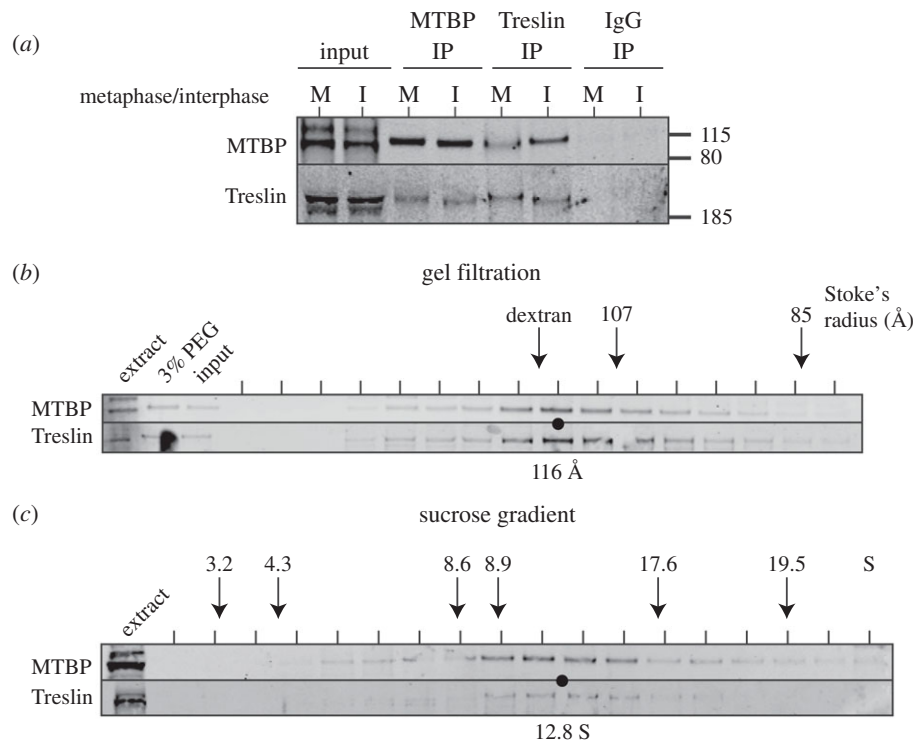 (a)
MTBP Treslin IgG
input IP IP IP
metaphase/interphase M I M I M I M I
MTBP 115
80
Treslin
185
(b) gel filtration
dextran 107 85 Stoke's
radius (Å)
extract 3% PEG input
MTBP
Treslin
116 Å
(c) sucrose gradient
3.2 4.3 8.6 8.9 17.6 19.5 S
extract
MTBP
Treslin
12.8 S